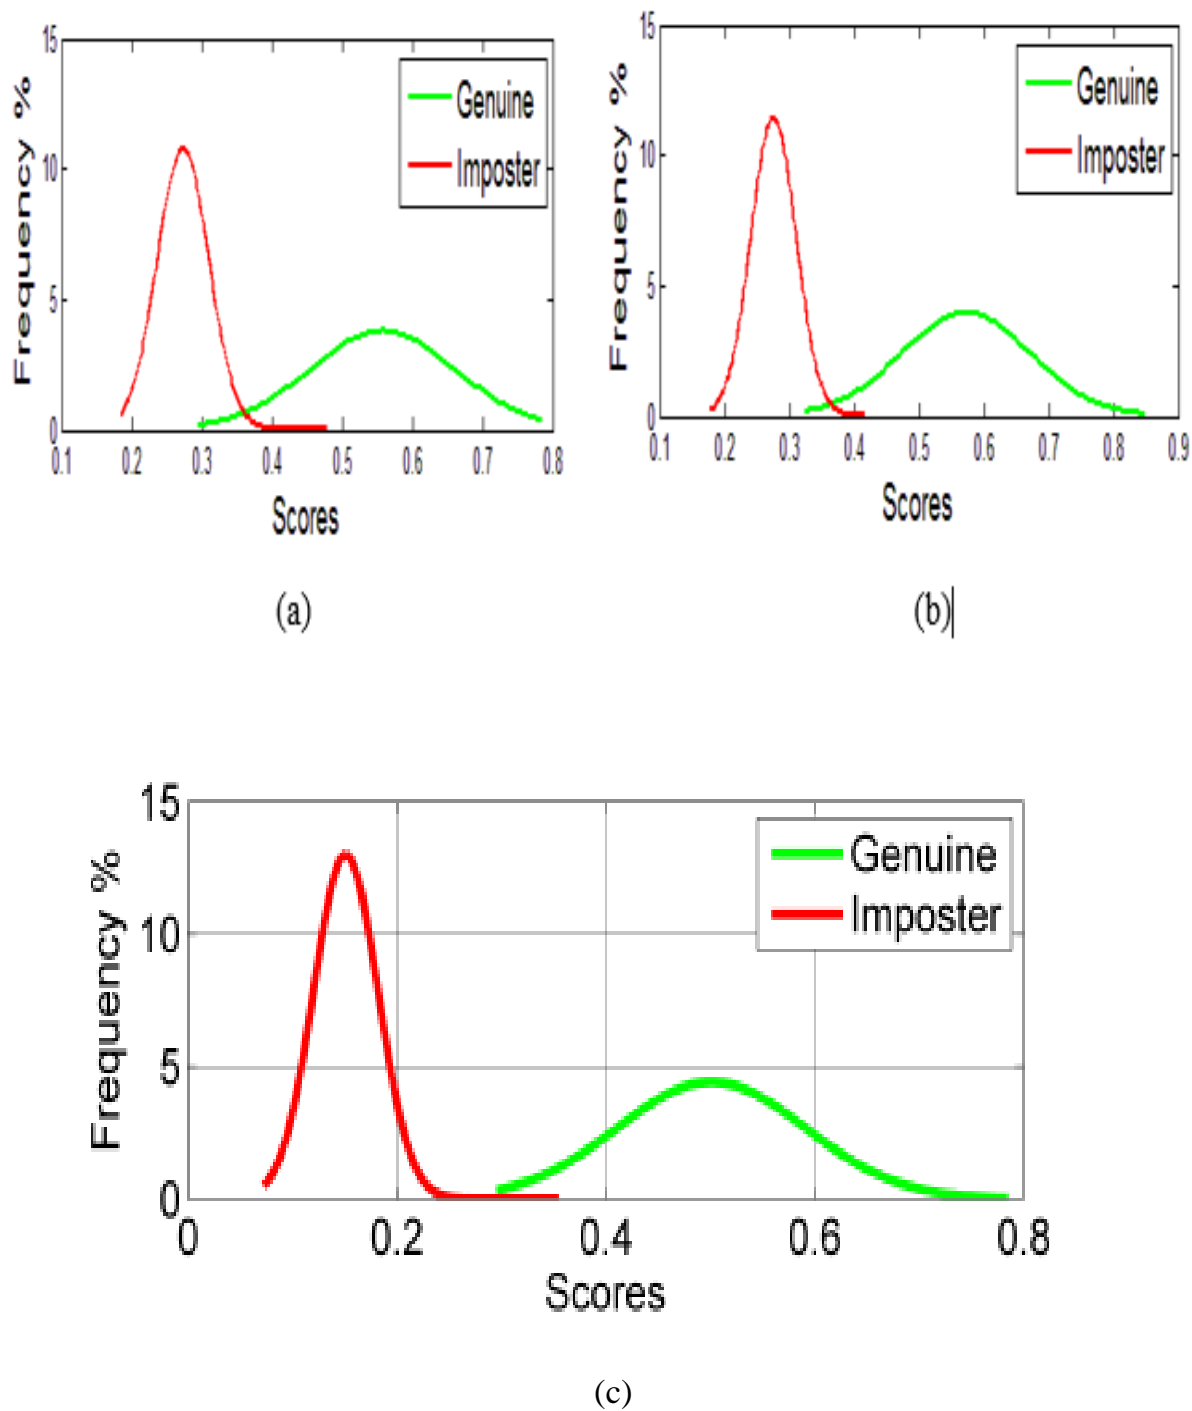 15
10
5
0
Frequency %
Genuine
Imposter
0.1 0.2 0.3 0.4 0.5 0.6 0.7 0.8
Scores
(a)
15
10
5
0
Frequency %
Genuine
Imposter
0.1 0.2 0.3 0.4 0.5 0.6 0.7 0.8 0.9
Scores
(b)
15
10
5
0
Frequency %
Genuine
Imposter
0 0.2 0.4 0.6 0.8
Scores
(c)